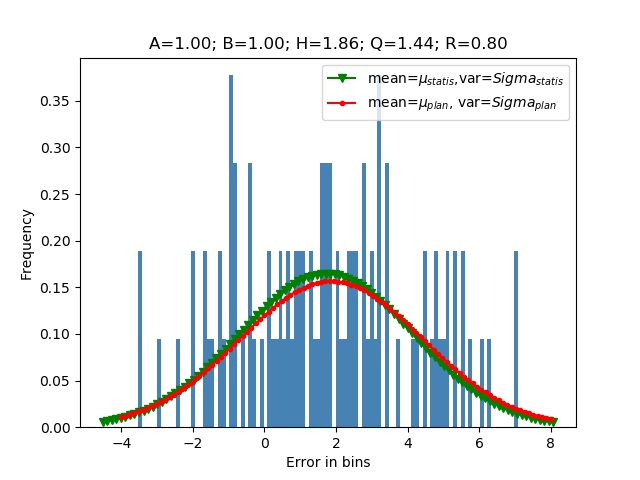 A=1.00; B=1.00; H=1.86; Q=1.44; R=0.80
mean=μstatis,var=Sigmastatis
mean=μplan, var=Sigmaplan
Frequency
0.35
0.30
0.25
0.20
0.15
0.10
0.05
0.00
−4 −2 0 2 4 6 8
Error in bins